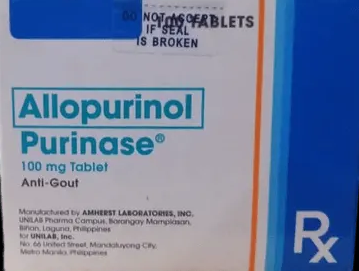 DO NOT ACCEPT
IF SEAL
IS BROKEN
100 TABLETS
Allopurinol
Purinase®
100 mg Tablet
Anti-Gout
Manufactured by AMHERST LABORATORIES, INC.
UNILAB Pharma Campus, Barangay Mamplasan,
Biñan, Laguna, Philippines
for UNILAB, Inc.
No. 66 United Street, Mandaluyong City,
Metro Manila, Philippines
Rx